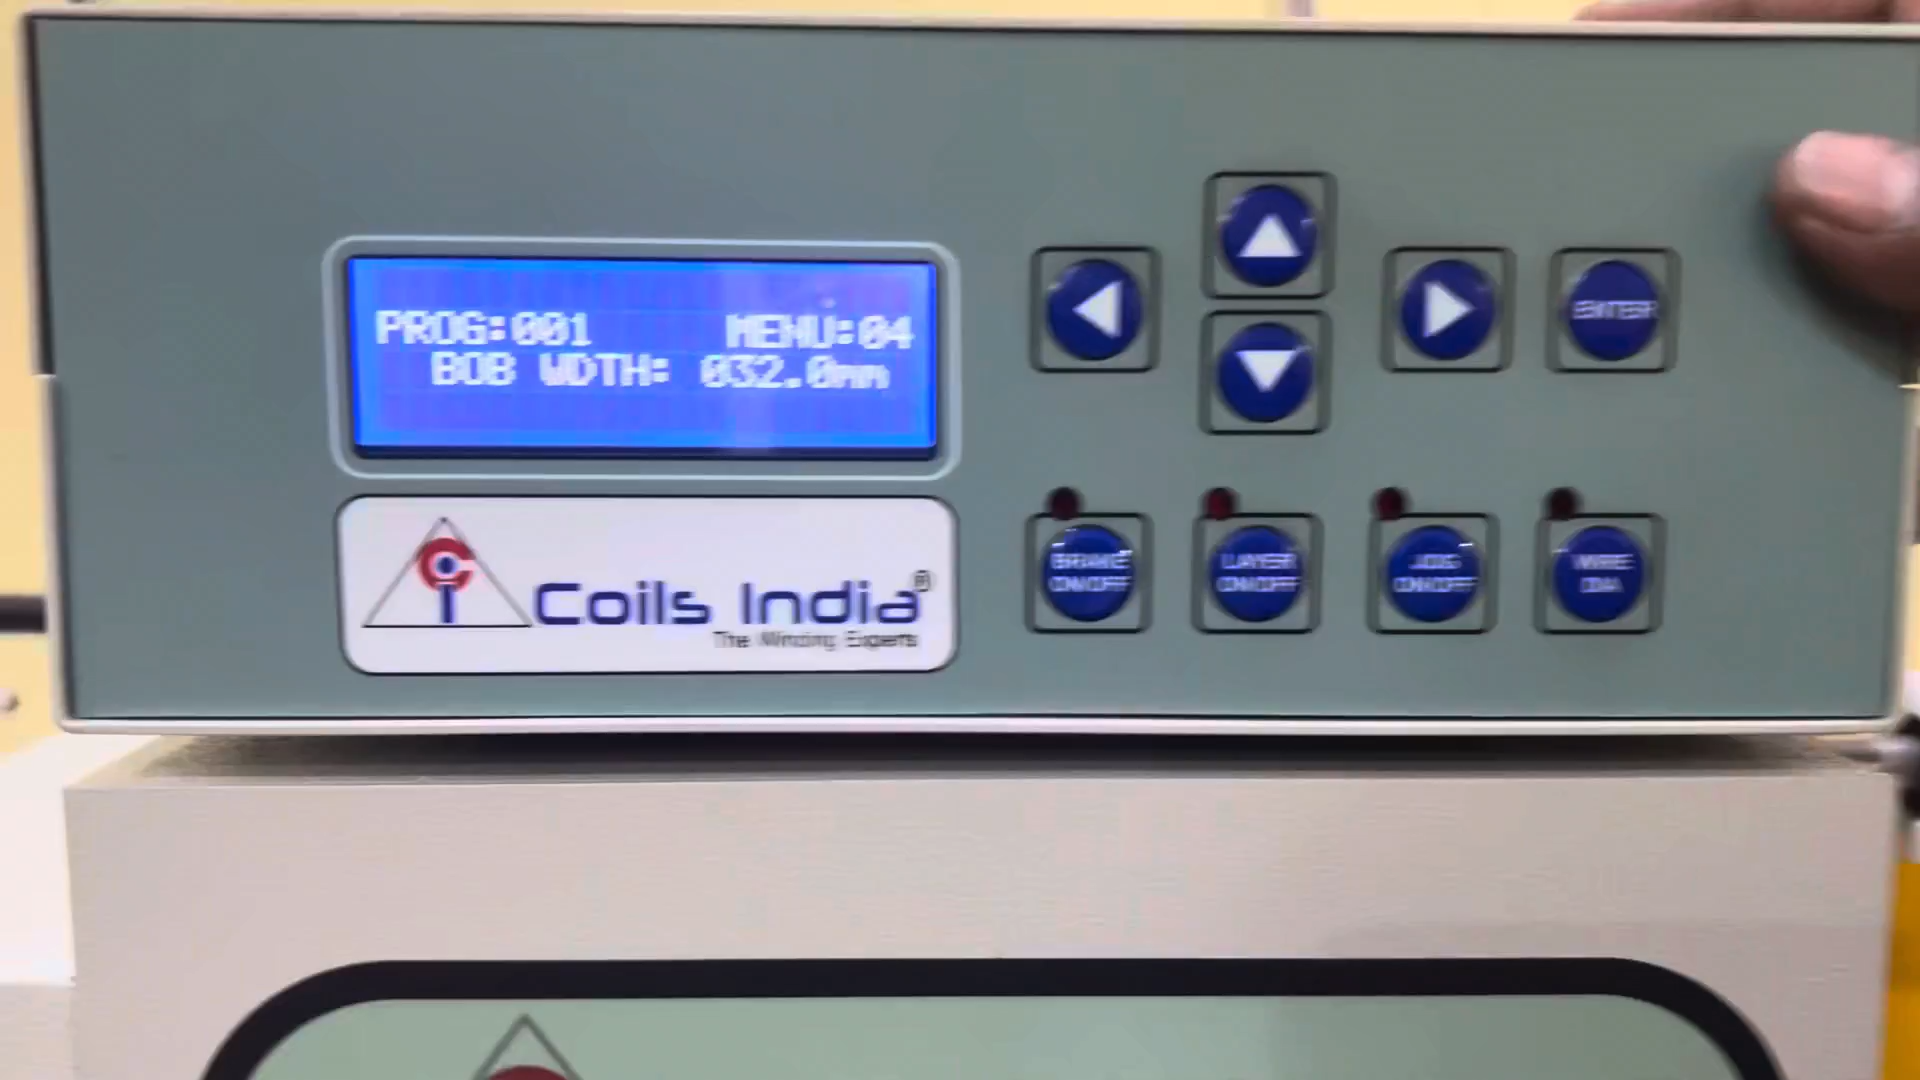 PROG:001 MENU:04
BOB WDTH: 032.0mm
ENTER
Coils India®
The Winding Experts
BRAKE ON/OFF
LAYER ON/OFF
JOG ON/OFF
WIRE DIA